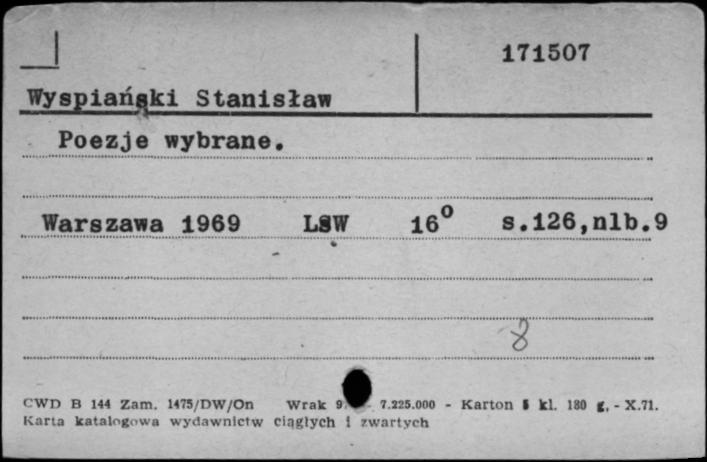 171507
Wyspiański Stanisław
Poezje wybrane.
Warszawa 1969 LSW 16⁰ s.126,nlb.9
8
CWD B 144 Zam. 1475/DW/On Wrak 7.225.000 - Karton kl. 180 g, - X.71.
Karta katalogowa wydawnictw ciągłych i zwartych